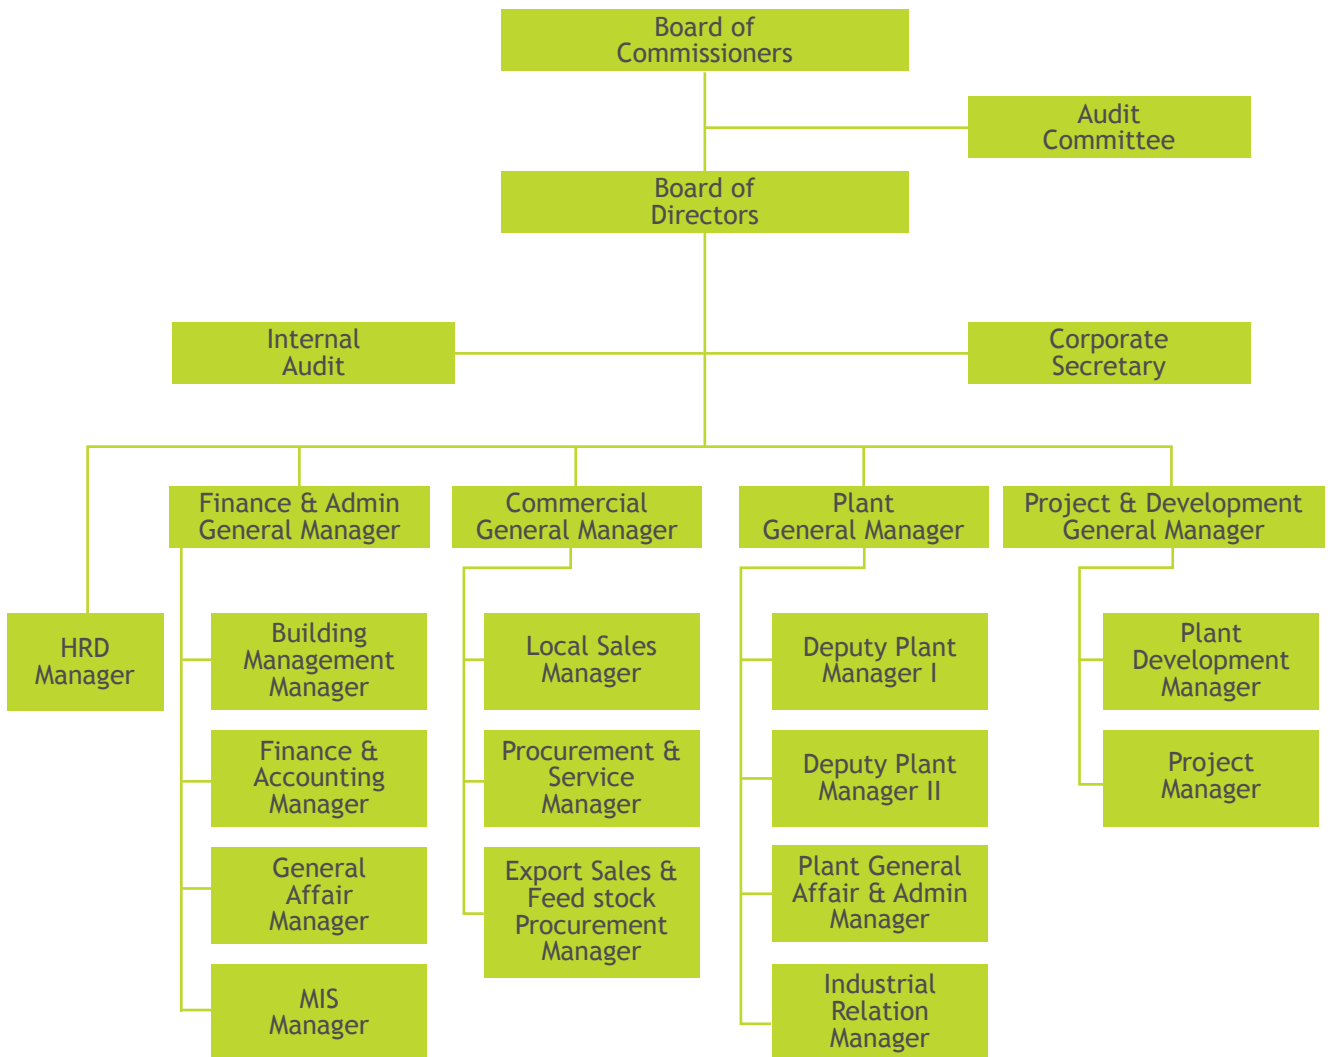 Board of
Commissioners
Audit
Committee
Board of
Directors
Internal
Audit
Corporate
Secretary
Finance & Admin
General Manager
Commercial
General Manager
Plant
General Manager
Project & Development
General Manager
HRD
Manager
Building
Management
Manager
Finance &
Accounting
Manager
General
Affair
Manager
MIS
Manager
Local Sales
Manager
Procurement &
Service
Manager
Export Sales &
Feed stock
Procurement
Manager
Deputy Plant
Manager I
Deputy Plant
Manager II
Plant General
Affair & Admin
Manager
Industrial
Relation
Manager
Plant
Development
Manager
Project
Manager